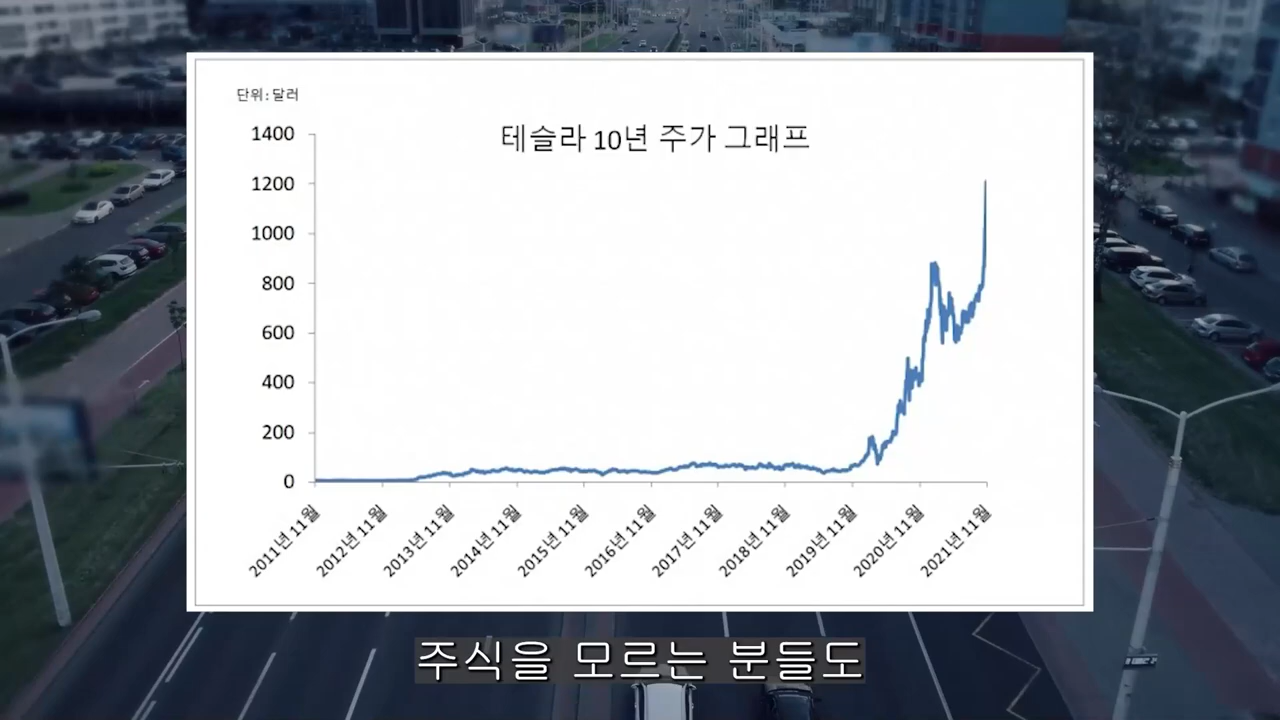 단위:달러
테슬라 10년 주가 그래프
1400
1200
1000
800
600
400
200
0
2011년 11월
2012년 11월
2013년 11월
2014년 11월
2015년 11월
2016년 11월
2017년 11월
2018년 11월
2019년 11월
2020년 11월
2021년 11월
주식을 모르는 분들도